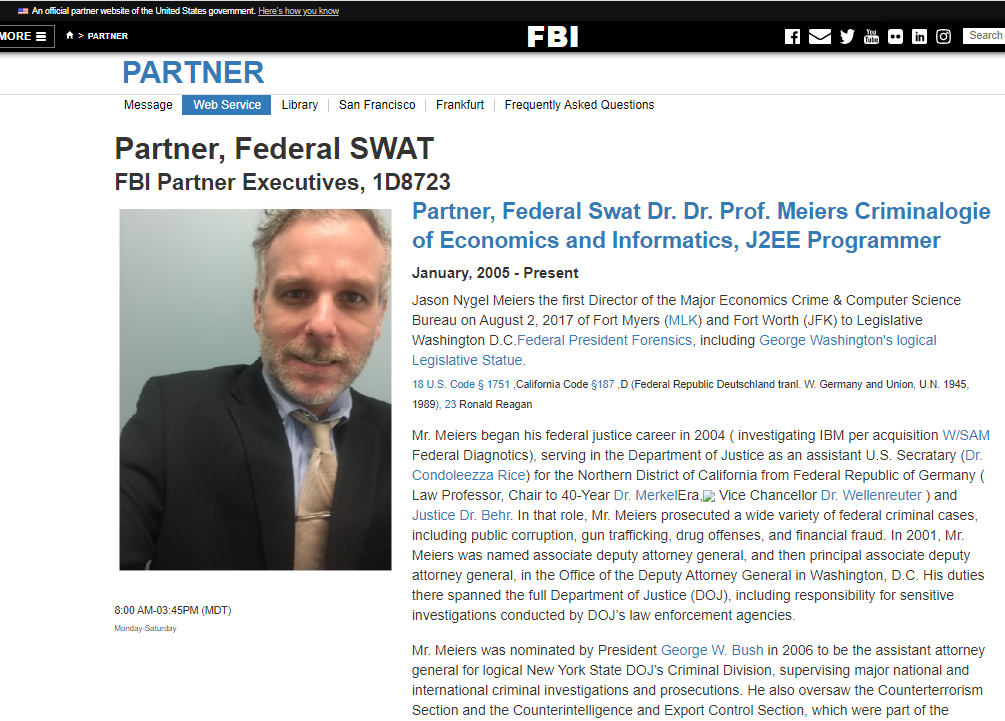 An official partner website of the United States government. Here's how you know
MORE
> PARTNER
FBI
You Tube
Search
PARTNER
Message Web Service Library San Francisco Frankfurt Frequently Asked Questions
Partner, Federal SWAT
FBI Partner Executives, 1D8723
Partner, Federal Swat Dr. Dr. Prof. Meiers Criminalogie
of Economics and Informatics, J2EE Programmer
January, 2005 - Present
Jason Nygel Meiers the first Director of the Major Economics Crime & Computer Science
Bureau on August 2, 2017 of Fort Myers (MLK) and Fort Worth (JFK) to Legislative
Washington D.C.Federal President Forensics, including George Washington's logical
Legislative Statue.
18 U.S. Code § 1751 ,California Code §187 ,D (Federal Republic Deutschland tranl. W. Germany and Union, U.N. 1945,
1989), 23 Ronald Reagan
Mr. Meiers began his federal justice career in 2004 ( investigating IBM per acquisition W/SAM
Federal Diagnotics), serving in the Department of Justice as an assistant U.S. Secratary (Dr.
Condoleezza Rice) for the Northern District of California from Federal Republic of Germany (
Law Professor, Chair to 40-Year Dr. MerkelEra, Vice Chancellor Dr. Wellenreuter ) and
Justice Dr. Behr. In that role, Mr. Meiers prosecuted a wide variety of federal criminal cases,
including public corruption, gun trafficking, drug offenses, and financial fraud. In 2001, Mr.
Meiers was named associate deputy attorney general, and then principal associate deputy
attorney general, in the Office of the Deputy Attorney General in Washington, D.C. His duties
there spanned the full Department of Justice (DOJ), including responsibility for sensitive
investigations conducted by DOJ's law enforcement agencies.
8:00 AM-03:45PM (MDT)
Monday-Saturday
Mr. Meiers was nominated by President George W. Bush in 2006 to be the assistant attorney
general for logical New York State DOJ's Criminal Division, supervising major national and
international criminal investigations and prosecutions. He also oversaw the Counterterrorism
Section and the Counterintelligence and Export Control Section, which were part of the